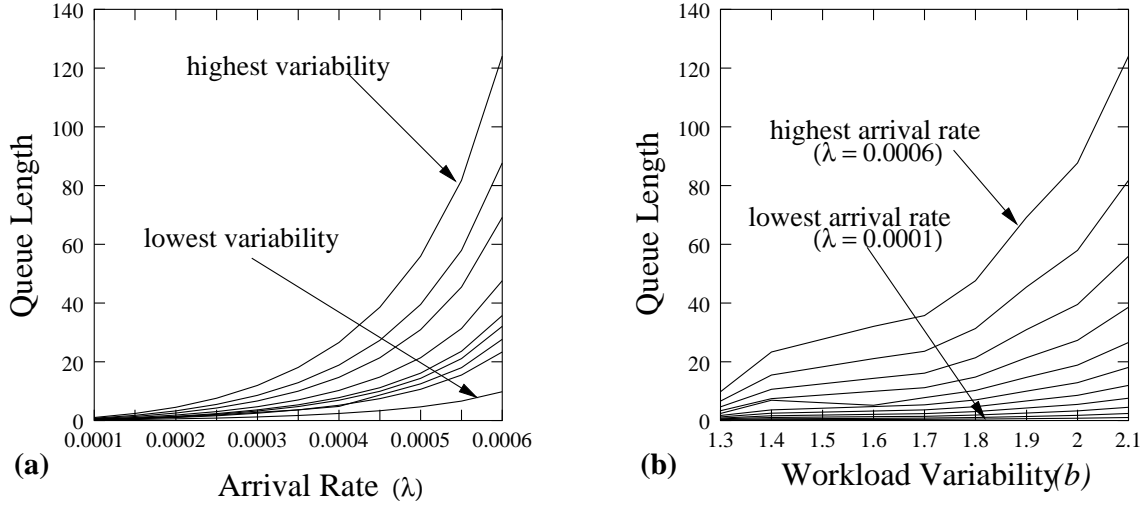 140
120
100
80
60
40
20
0
Queue Length
highest variability
lowest variability
0.0001 0.0002 0.0003 0.0004 0.0005 0.0006
(a)
Arrival Rate (λ)
140
120
100
80
60
40
20
0
Queue Length
highest arrival rate
(λ = 0.0006)
lowest arrival rate
(λ = 0.0001)
1.3 1.4 1.5 1.6 1.7 1.8 1.9 2 2.1
(b)
Workload Variability(b)